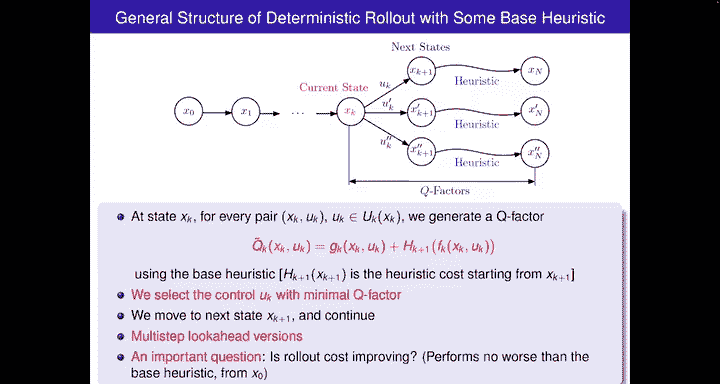 General Structure of Deterministic Rollout with Some Base Heuristic
Next States
Current State
x_0
x_1
...
x_k
u_k
u'_k
u''_k
x_{k+1}
x'_{k+1}
x''_{k+1}
Heuristic
Heuristic
Heuristic
x_N
x'_N
x''_N
Q-Factors
At state x_k, for every pair (x_k, u_k), u_k ∈ U_k(x_k), we generate a Q-factor
Q̃_k(x_k, u_k) = g_k(x_k, u_k) + H_{k+1}(f_k(x_k, u_k))
using the base heuristic [H_{k+1}(x_{k+1}) is the heuristic cost starting from x_{k+1}]
We select the control u_k with minimal Q-factor
We move to next state x_{k+1}, and continue
Multistep lookahead versions
An important question: Is rollout cost improving? (Performs no worse than the
base heuristic, from x_0)